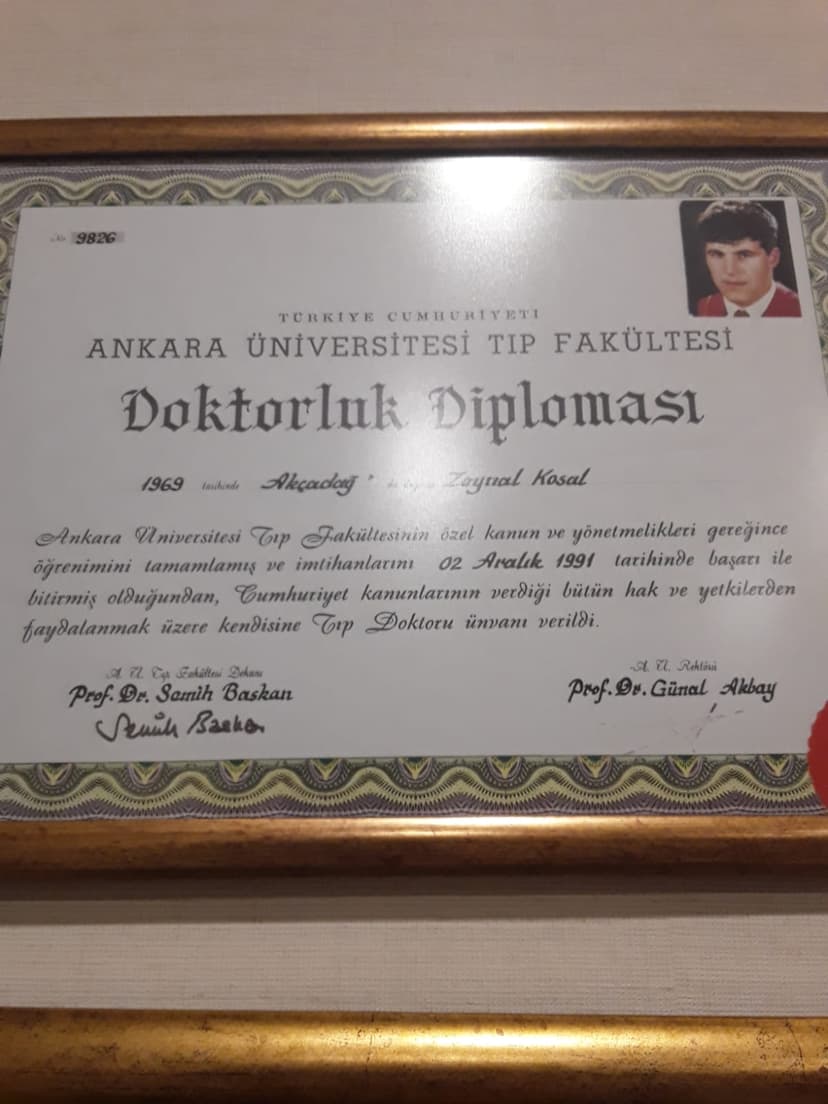 No 9826
TÜRKİYE CUMHURİYETİ
ANKARA ÜNİVERSİTESİ TIP FAKÜLTESİ
Doktorluk Diploması
1969 tarihinde Akçadağ' Zeynal Kosal
Ankara Üniversitesi Tıp Fakültesinin özel kanun ve yönetmelikleri gereğince
öğrenimini tamamlamış ve imtihanlarını 02 Aralık 1991 tarihinde başarı ile
bitirmiş olduğundan, Cumhuriyet kanunlarının verdiği bütün hak ve yetkilerden
faydalanmak üzere kendisine Tıp Doktoru ünvanı verildi.
A. Ü. Tıp Fakültesi Dekanı
Prof. Dr. Semih Baskan
Semih Baskan
A. Ü. Rektörü
Prof. Dr. Günal Akbay